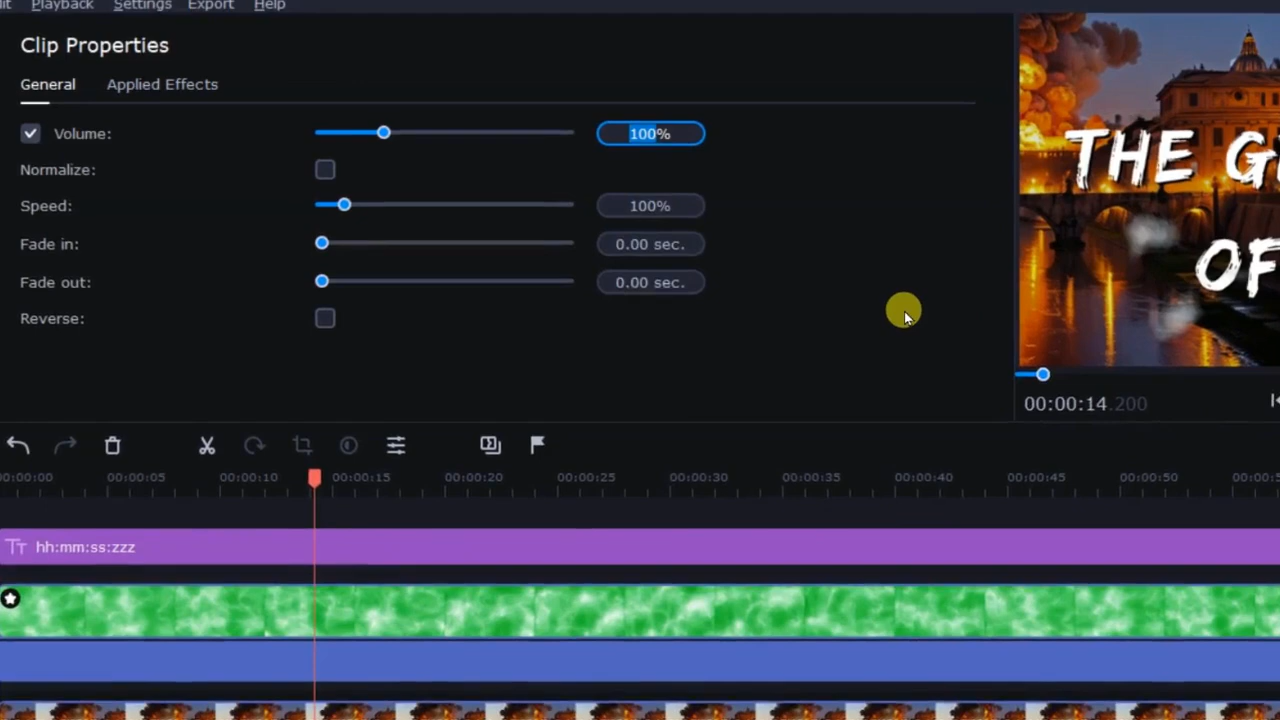 Playback Settings Export Help
Clip Properties
General Applied Effects
Volume: 100%
Normalize:
Speed: 100%
Fade in: 0.00 sec.
Fade out: 0.00 sec.
Reverse:
THE G
OF
00:00:14.200
00:00:00 00:00:05 00:00:10 00:00:15 00:00:20 00:00:25 00:00:30 00:00:35 00:00:40 00:00:45 00:00:50
hh:mm:ss:zzz